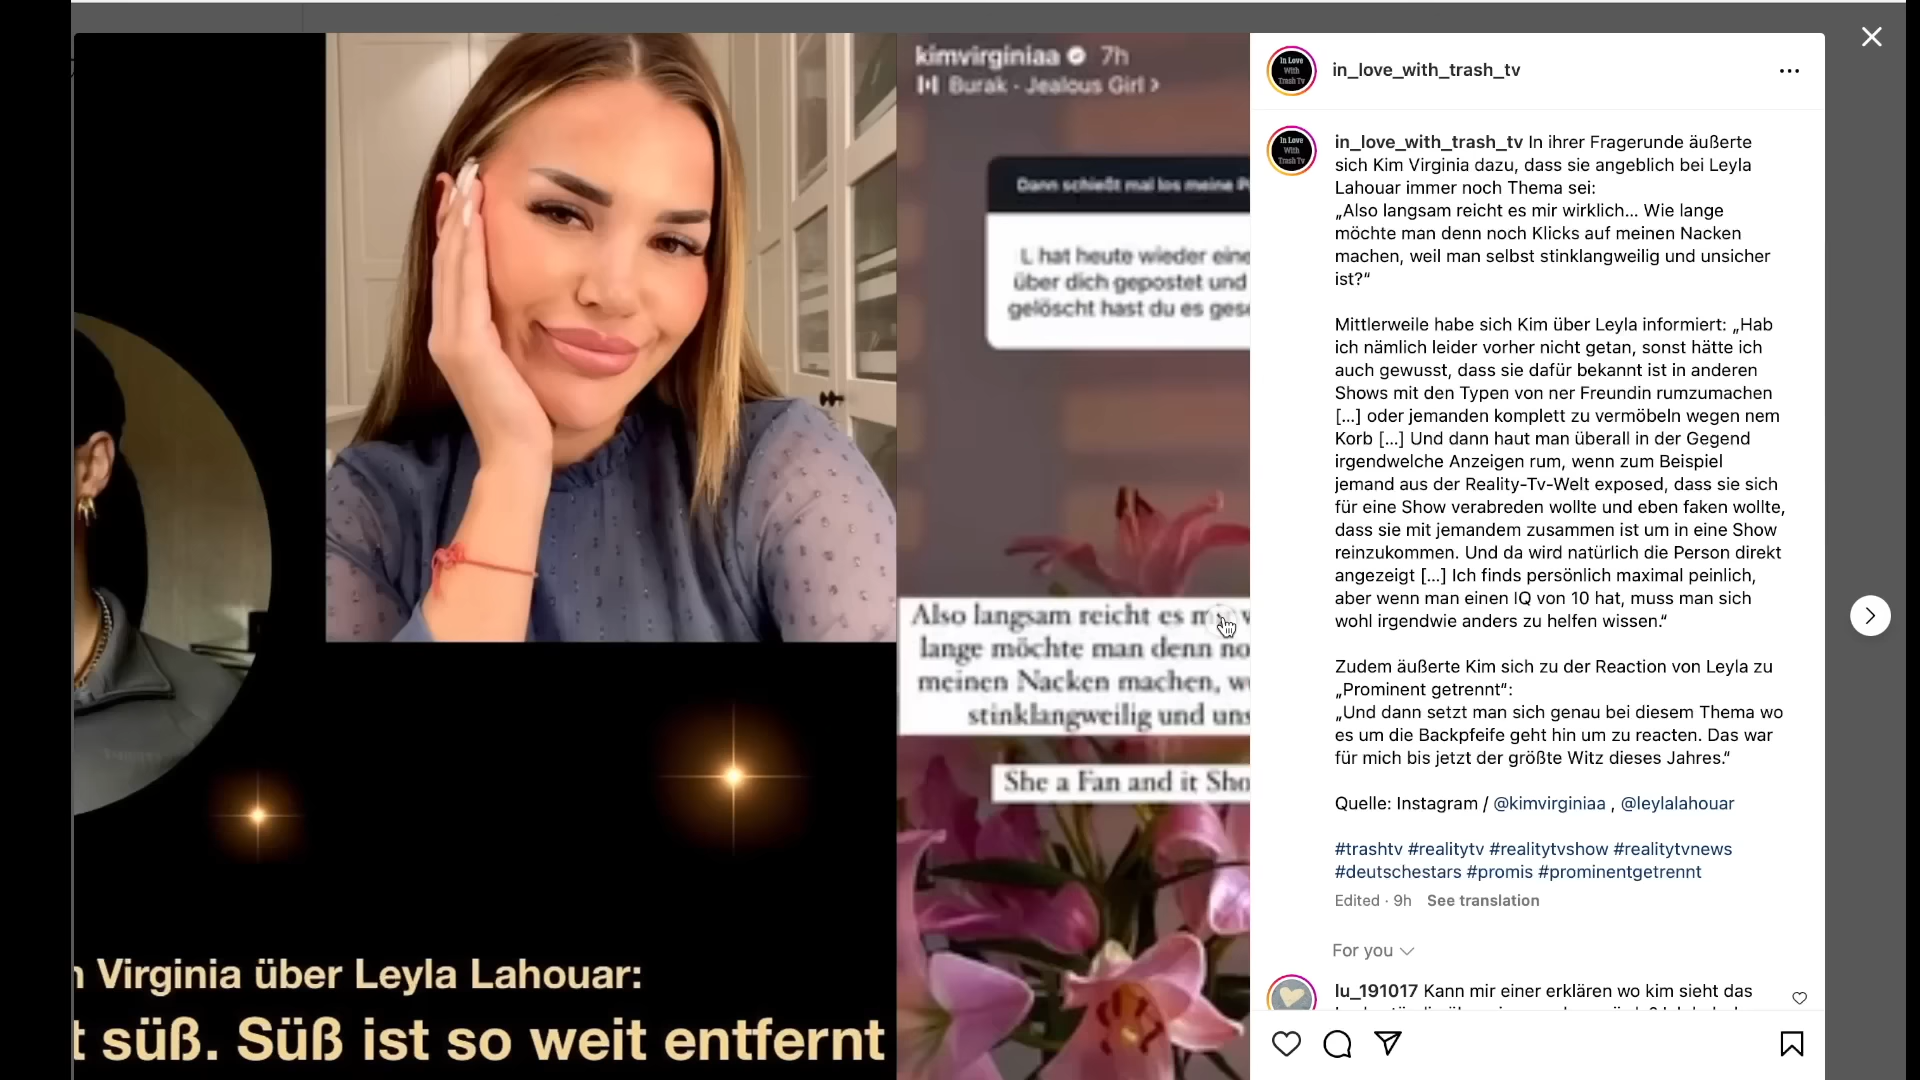 kimvirginiaa 7h
Burak - Jealous Girl >
Dann schießt mal los meine
L hat heute wieder eine
über dich gepostet und
gelöscht hast du es
Also langsam reicht es
lange möchte man denn
meinen Nacken machen,
stinklangweilig und
She a Fan and it
Virginia über Leyla Lahouar:
süß. Süß ist so weit entfernt
In Love
With
Trash Tv
in_love_with_trash_tv
In Love
With
Trash Tv
in_love_with_trash_tv In ihrer Fragerunde äußerte
sich Kim Virginia dazu, dass sie angeblich bei Leyla
Lahouar immer noch Thema sei:
„Also langsam reicht es mir wirklich... Wie lange
möchte man denn noch Klicks auf meinen Nacken
machen, weil man selbst stinklangweilig und unsicher
ist?“
Mittlerweile habe sich Kim über Leyla informiert: „Hab
ich nämlich leider vorher nicht getan, sonst hätte ich
auch gewusst, dass sie dafür bekannt ist in anderen
Shows mit den Typen von ner Freundin rumzumachen
[...] oder jemanden komplett zu vermöbeln wegen nem
Korb [...] Und dann haut man überall in der Gegend
irgendwelche Anzeigen rum, wenn zum Beispiel
jemand aus der Reality-Tv-Welt exposed, dass sie sich
für eine Show verabreden wollte und eben faken wollte,
dass sie mit jemandem zusammen ist um in eine Show
reinzukommen. Und da wird natürlich die Person direkt
angezeigt [...] Ich finds persönlich maximal peinlich,
aber wenn man einen IQ von 10 hat, muss man sich
wohl irgendwie anders zu helfen wissen.“
Zudem äußerte Kim sich zu der Reaction von Leyla zu
„Prominent getrennt“:
„Und dann setzt man sich genau bei diesem Thema wo
es um die Backpfeife geht hin um zu reacten. Das war
für mich bis jetzt der größte Witz dieses Jahres.“
Quelle: Instagram / @kimvirginiaa , @leylalahouar
#trashtv #realitytv #realitytvshow #realitytvnews
#deutschestars #promis #prominentgetrennt
Edited · 9h See translation
For you
lu_191017 Kann mir einer erklären wo kim sieht das